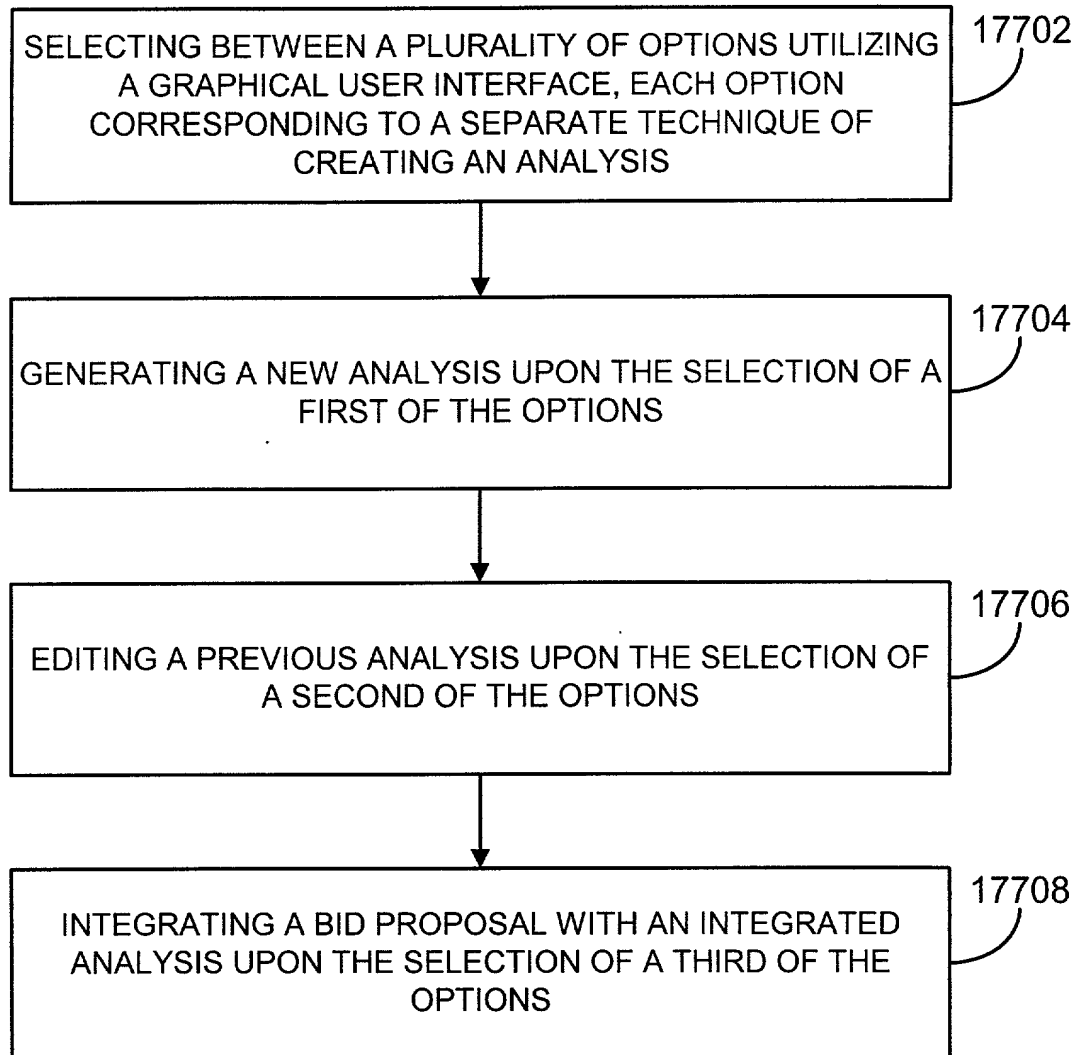 SELECTING BETWEEN A PLURALITY OF OPTIONS UTILIZING
A GRAPHICAL USER INTERFACE, EACH OPTION
CORRESPONDING TO A SEPARATE TECHNIQUE OF
CREATING AN ANALYSIS
17702
GENERATING A NEW ANALYSIS UPON THE SELECTION OF A
FIRST OF THE OPTIONS
17704
EDITING A PREVIOUS ANALYSIS UPON THE SELECTION OF
A SECOND OF THE OPTIONS
17706
INTEGRATING A BID PROPOSAL WITH AN INTEGRATED
ANALYSIS UPON THE SELECTION OF A THIRD OF THE
OPTIONS
17708